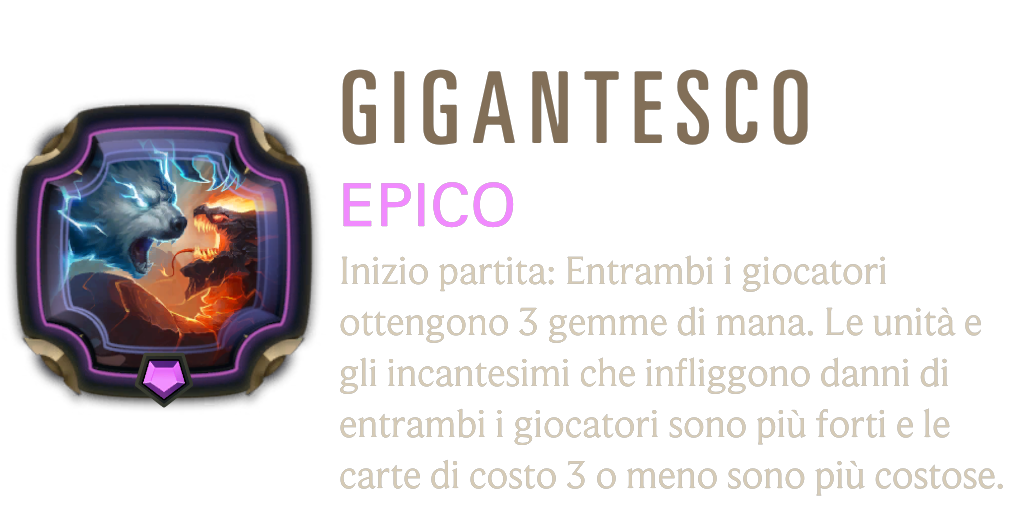 GIGANTESCO
EPICO
Inizio partita: Entrambi i giocatori
ottengono 3 gemme di mana. Le unità e
gli incantesimi che infliggono danni di
entrambi i giocatori sono più forti e le
carte di costo 3 o meno sono più costose.